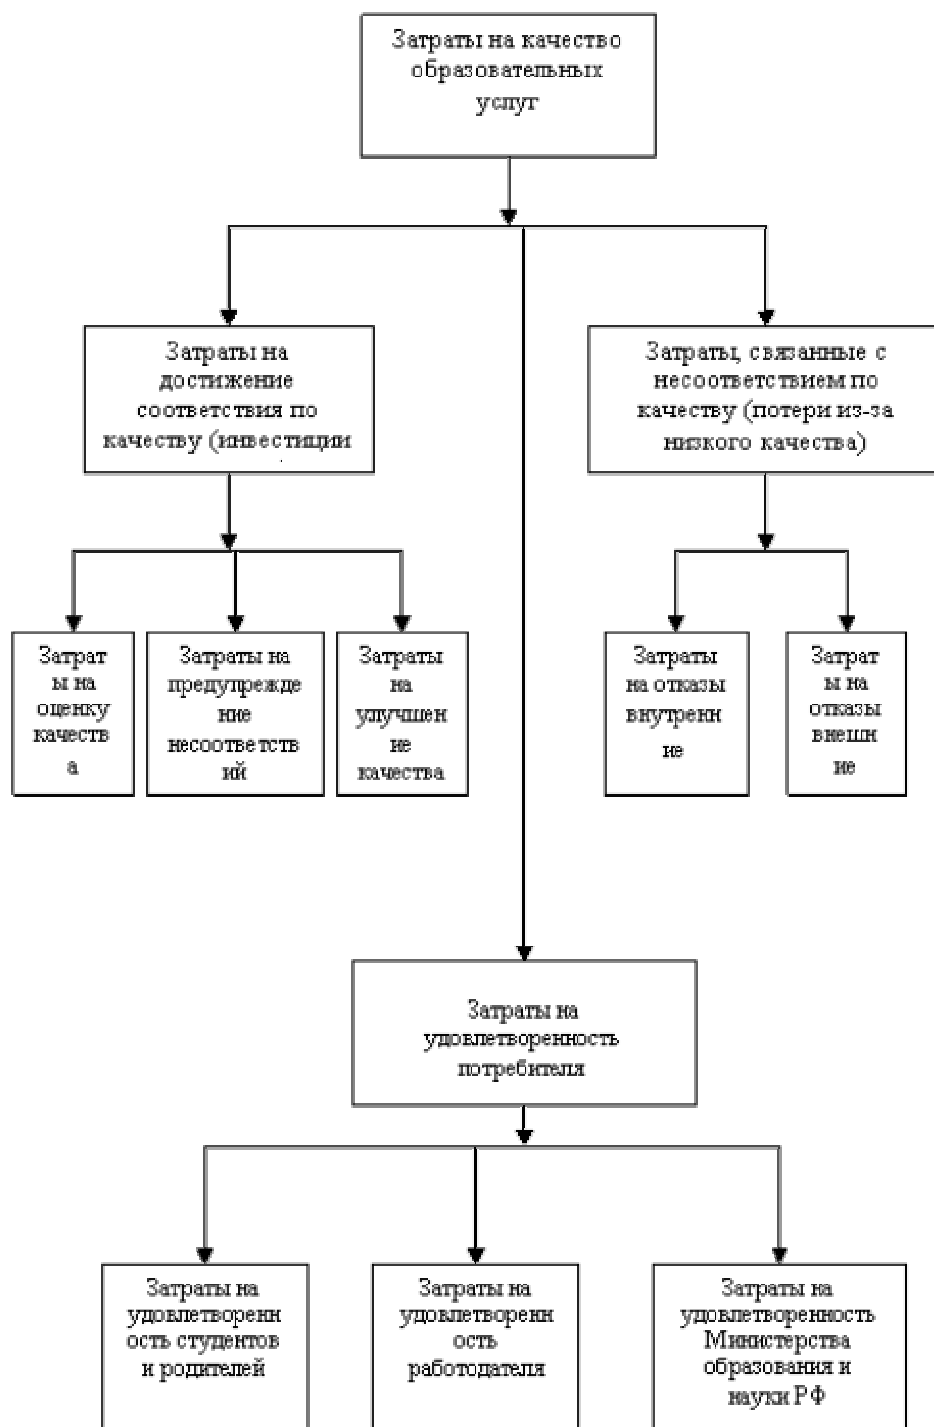 Затраты на качество
образовательных
услуг
Затраты на
достижение
соответствия по
качеству (инвестиции
Затраты, связанные с
несоответствием по
качеству (потери из-за
низкого качества)
Затрат
ы на
оценку
качеств
а
Затраты на
предупрежде
ние
несоответств
ий
Затраты
на
улучшен
ие
качества
Затраты
на отказы
внутренн
ие
Затрат
ы на
отказы
внешн
ие
Затраты на
удовлетворенность
потребителя
Затраты на
удовлетворенн
ость студентов
и родителей
Затраты на
удовлетворенн
ость
работодателя
Затраты на
удовлетворенность
Министерства
образования и
науки РФ